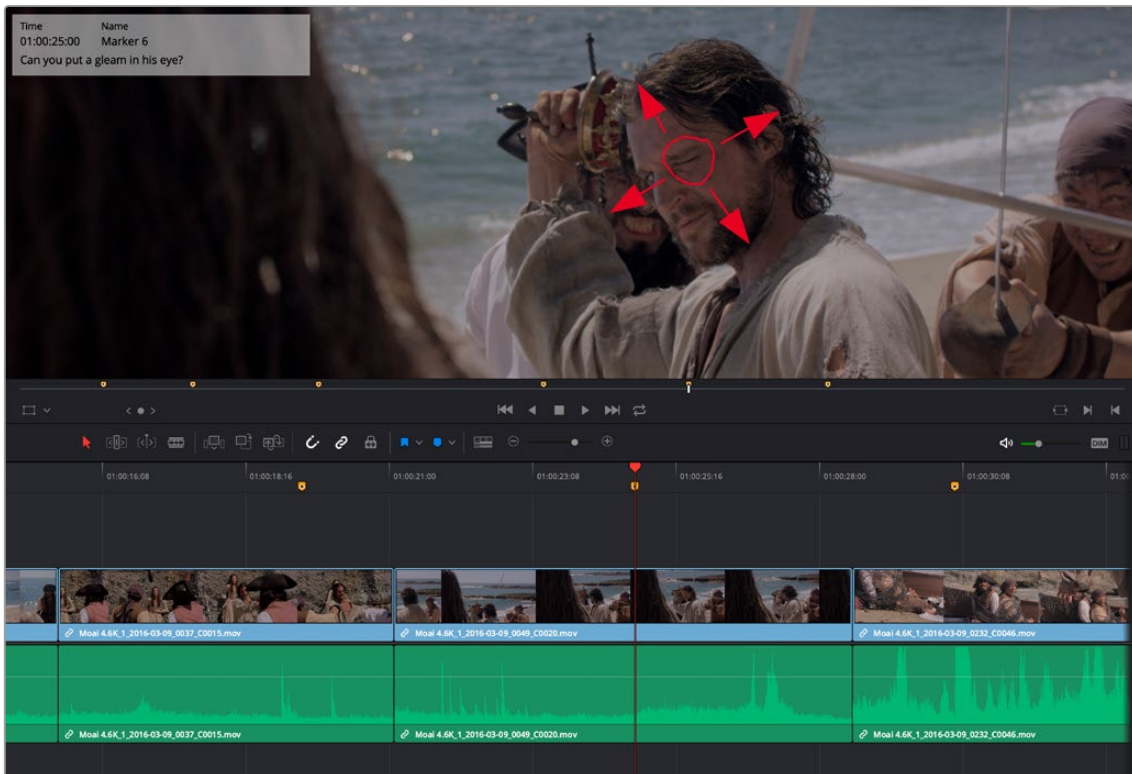 Time Name
01:00:25:00 Marker 6
Can you put a gleam in his eye?
DIM
01:00:16:08 01:00:18:16 01:00:21:00 01:00:23:08 01:00:25:16 01:00:28:00 01:00:30:08 01:00
Moai 4.6K_1_2016-03-09_0037_C0015.mov Moai 4.6K_1_2016-03-09_0049_C0020.mov Moai 4.6K_1_2016-03-09_0232_C0046.mov
Moai 4.6K_1_2016-03-09_0037_C0015.mov Moai 4.6K_1_2016-03-09_0049_C0020.mov Moai 4.6K_1_2016-03-09_0232_C0046.mov